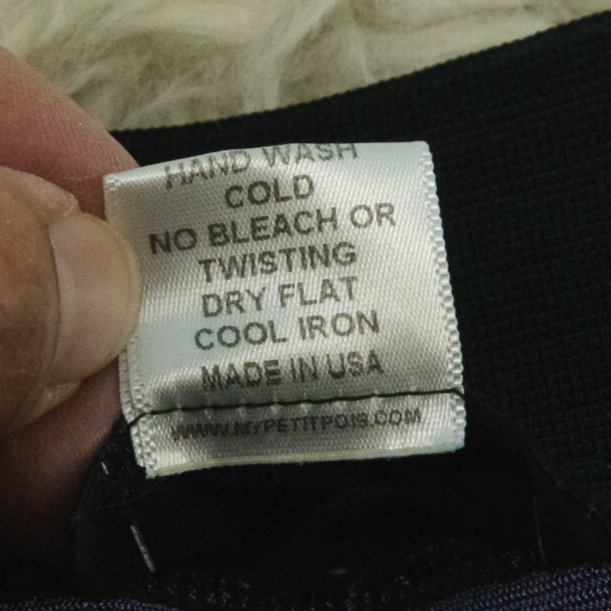 HAND WASH
COLD
NO BLEACH OR
TWISTING
DRY FLAT
COOL IRON
MADE IN USA
WWW.MYPETITPOIS.COM